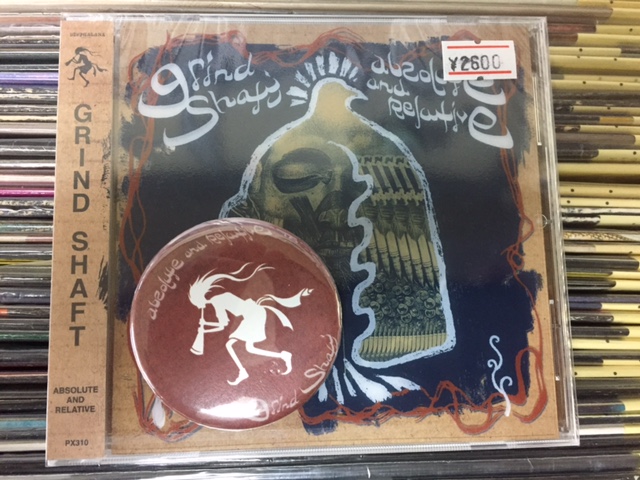 GRIND SHAFT
ABSOLUTE
AND
RELATIVE
PX310
grind
Shaft
absolute
and
Relative
¥2600
absolute and Relative
grind Shaft